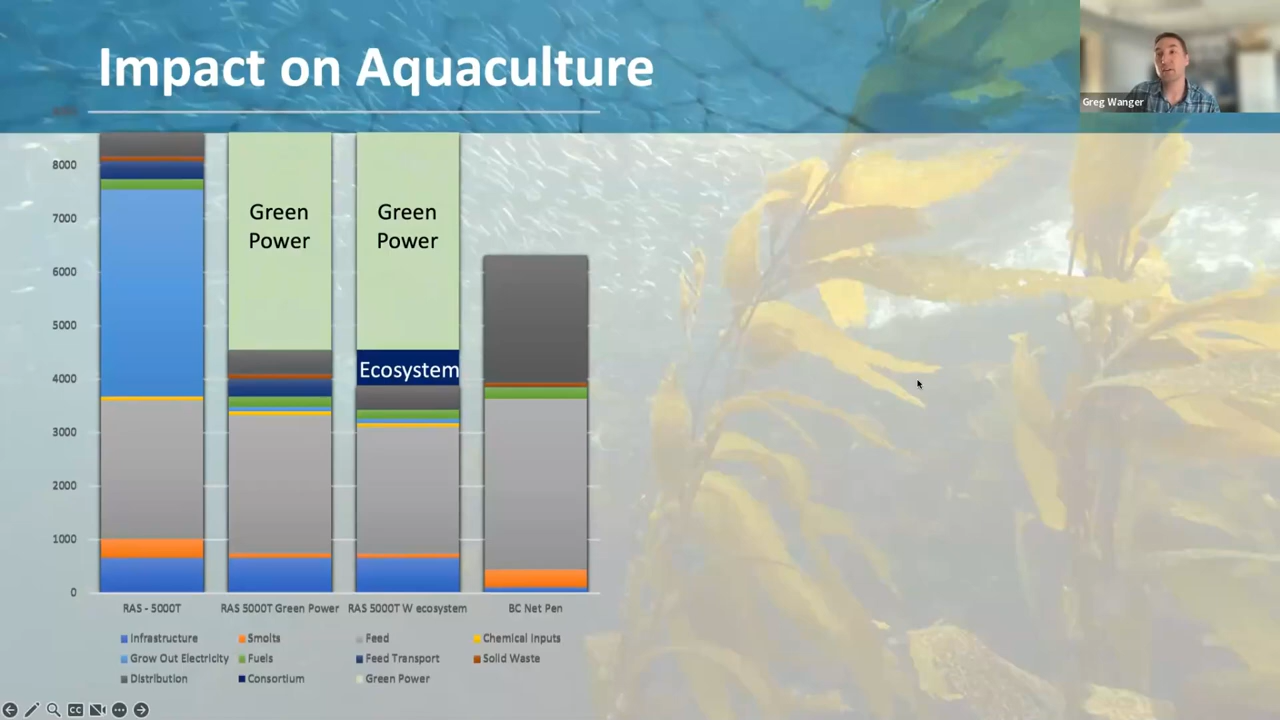 Impact on Aquaculture
Greg Wanger
8000
7000
6000
5000
4000
3000
2000
1000
0
Green
Power
Green
Power
Ecosystem
RAS - 5000T
RAS 5000T Green Power
RAS 5000T W ecosystem
BC Net Pen
Infrastructure
Smolts
Feed
Chemical Inputs
Grow Out Electricity
Fuels
Feed Transport
Solid Waste
Distribution
Consortium
Green Power
CC